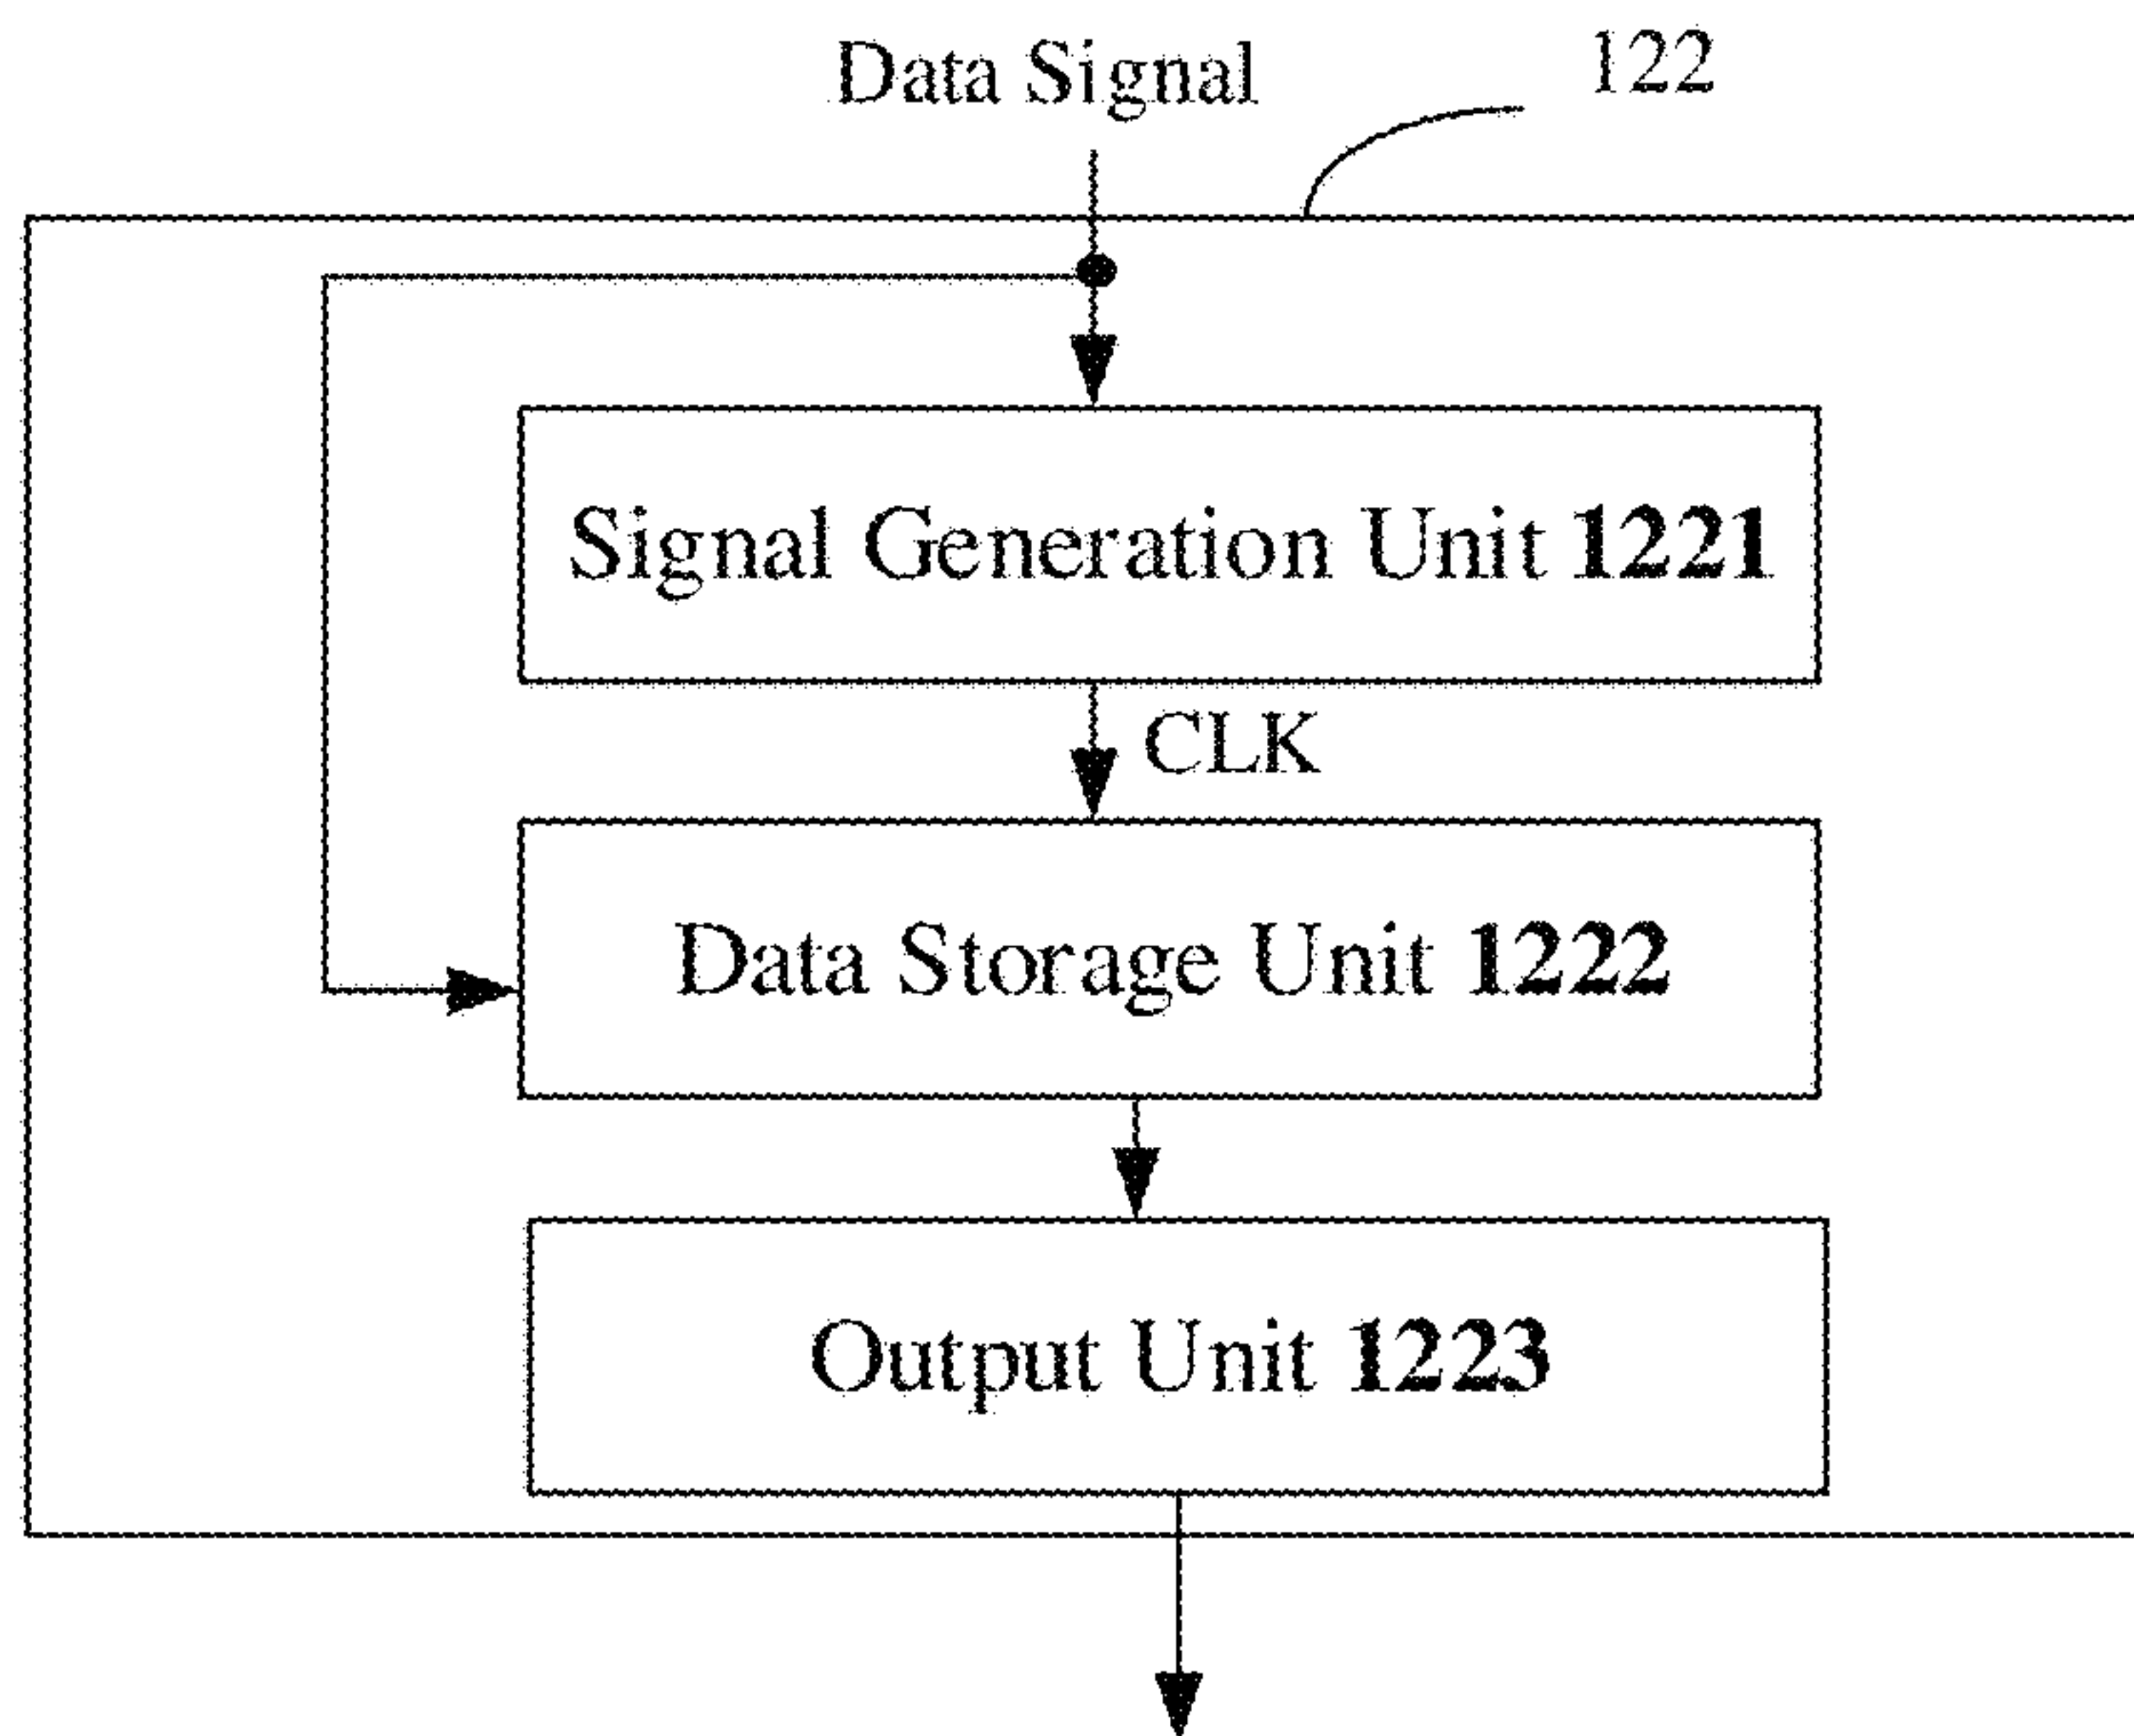 Data Signal
122
Signal Generation Unit 1221
CLK
Data Storage Unit 1222
Output Unit 1223